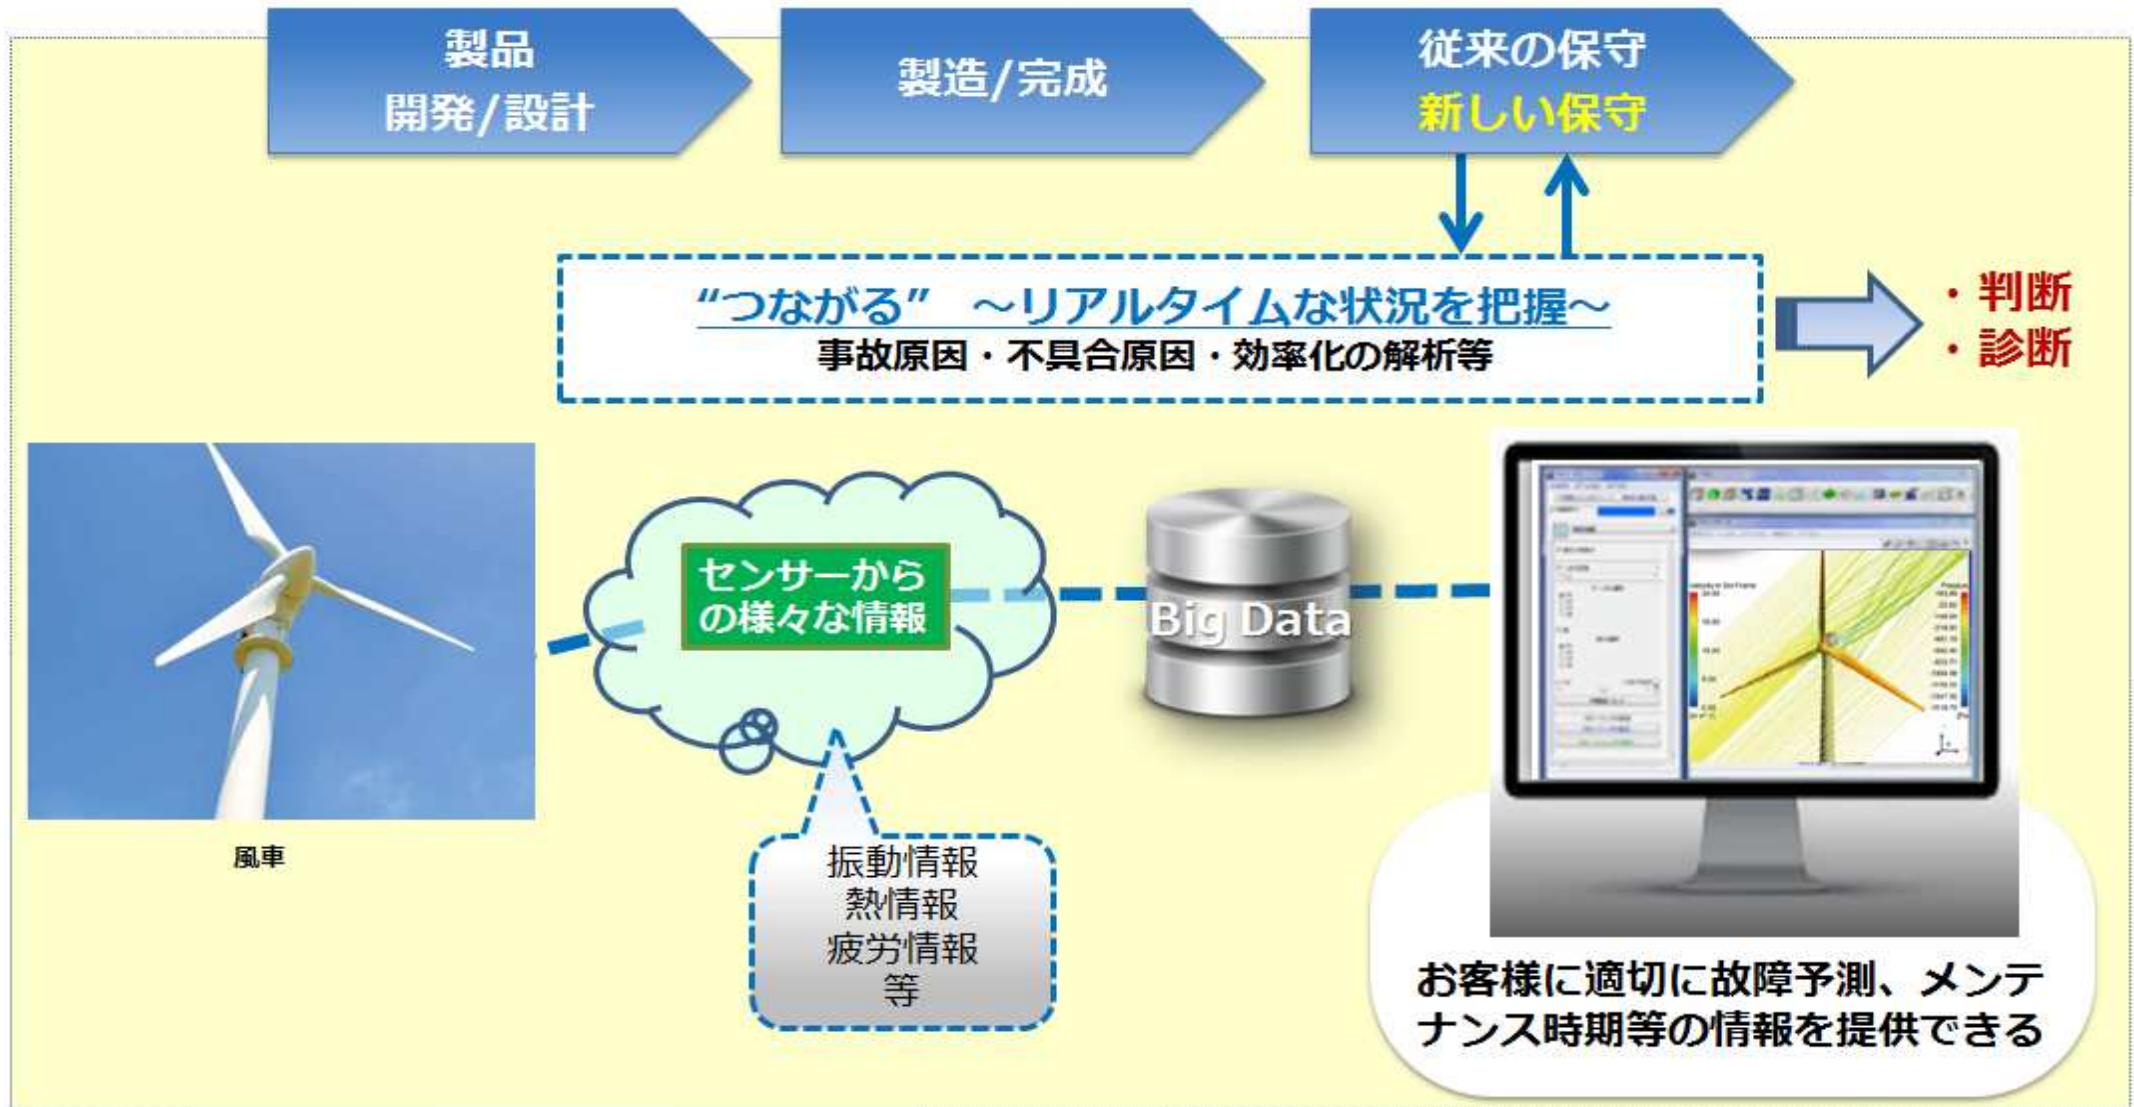 製品
開発/設計
製造/完成
従来の保守
新しい保守
“つながる” ～リアルタイムな状況を把握～
事故原因・不具合原因・効率化の解析等
・判断
・診断
センサーから
の様々な情報
Big Data
風車
振動情報
熱情報
疲労情報
等
お客様に適切に故障予測、メンテ
ナンス時期等の情報を提供できる